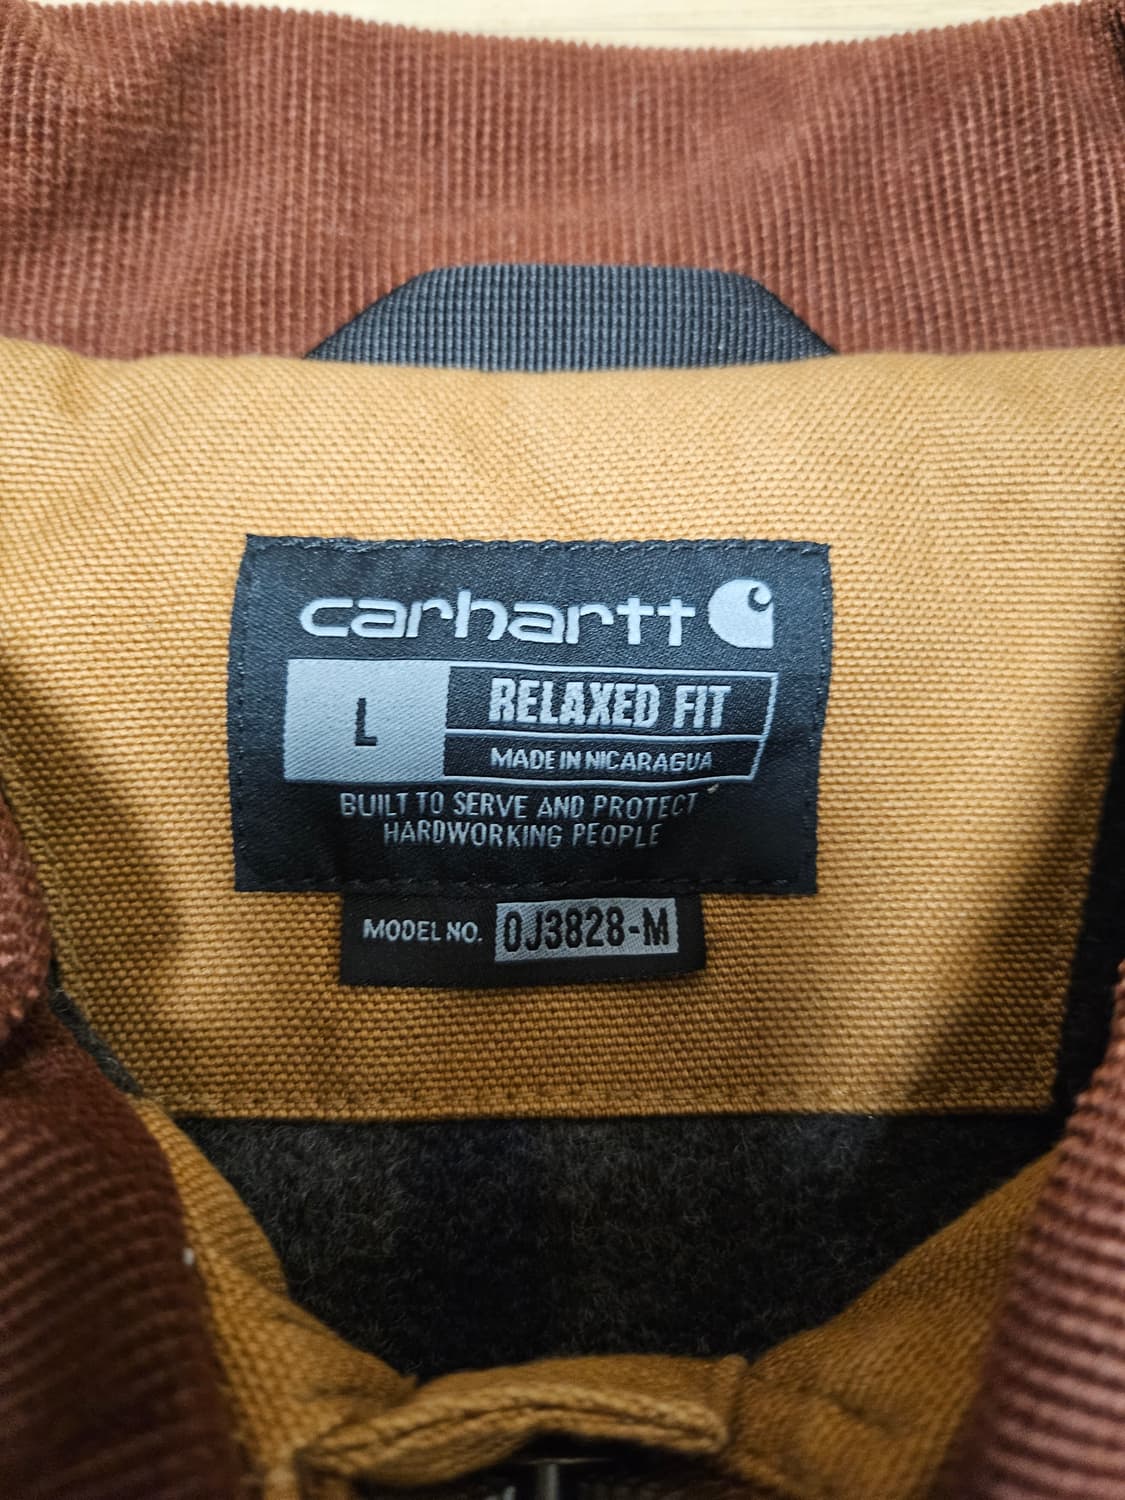 carhartt
L
RELAXED FIT
MADE IN NICARAGUA
BUILT TO SERVE AND PROTECT
HARDWORKING PEOPLE
MODEL NO. 0J3828-M